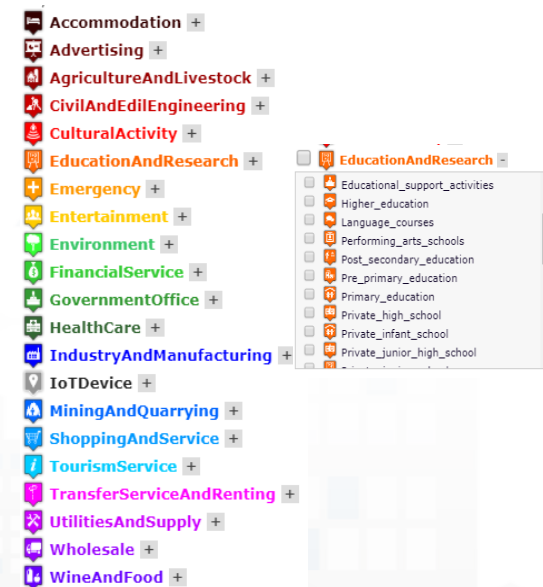 Accommodation +
Advertising +
AgricultureAndLivestock +
CivilAndEdilEngineering +
CulturalActivity +
EducationAndResearch +
Emergency +
Entertainment +
Environment +
FinancialService +
GovernmentOffice +
HealthCare +
IndustryAndManufacturing +
IoTDevice +
MiningAndQuarrying +
ShoppingAndService +
TourismService +
TransferServiceAndRenting +
UtilitiesAndSupply +
Wholesale +
WineAndFood +
EducationAndResearch -
Educational_support_activities
Higher_education
Language_courses
Performing_arts_schools
Post_secondary_education
Pre_primary_education
Primary_education
Private_high_school
Private_infant_school
Private_junior_high_school